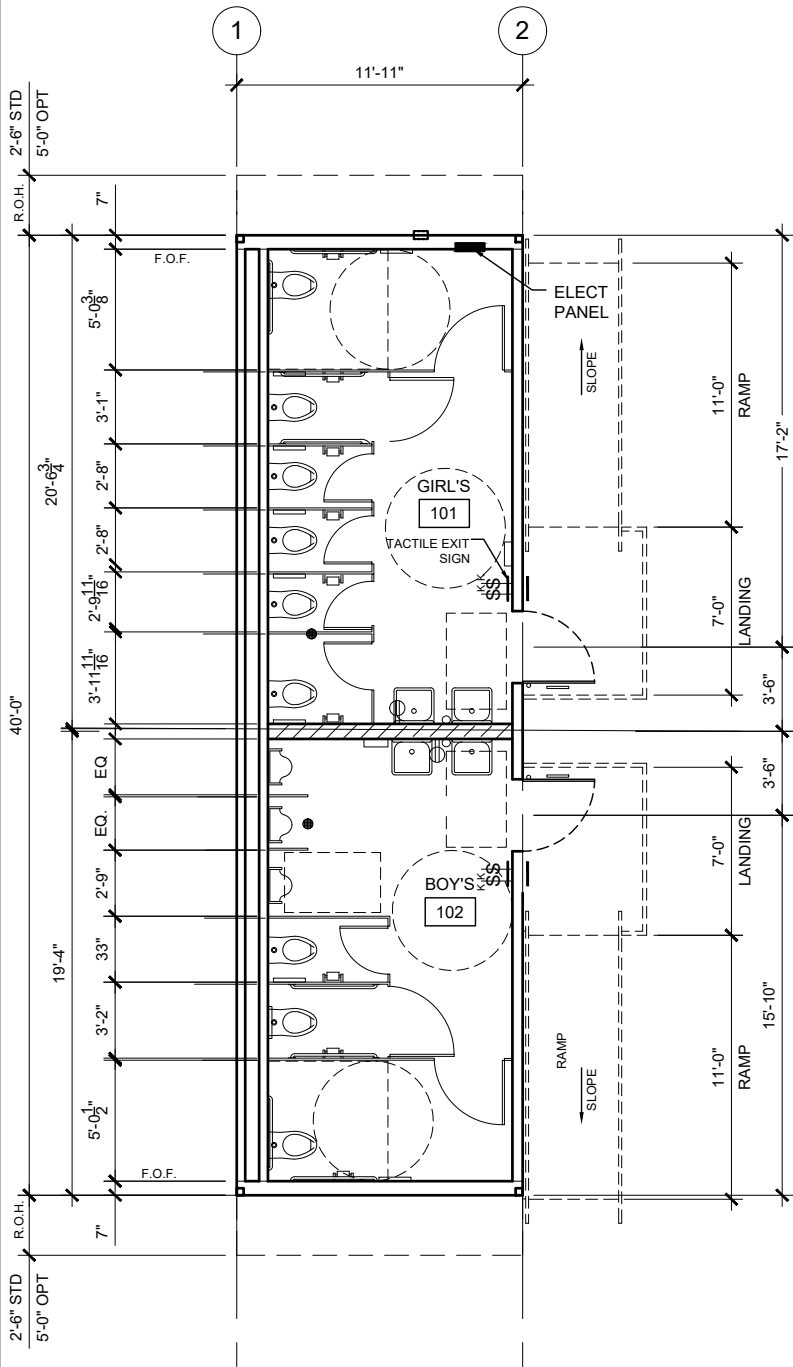 1
2
11'-11"
2'-6" STD
5'-0" OPT
R.O.H.
7"
F.O.F.
5'-0 3/8"
3'-1"
2'-8"
2'-8"
2'-9 11/16"
3'-11 11/16"
20'-6 3/4"
40'-0"
ELECT
PANEL
SLOPE
11'-0"
RAMP
17'-2"
GIRL'S
101
TACTILE EXIT
SIGN
K
K
SS
7'-0"
LANDING
3'-6"
3'-6"
EQ
EQ.
2'-9"
33"
3'-2"
5'-0 1/2"
19'-4"
BOY'S
102
K
K
SS
7'-0"
LANDING
15'-10"
RAMP
SLOPE
11'-0"
RAMP
F.O.F.
R.O.H.
7"
2'-6" STD
5'-0" OPT